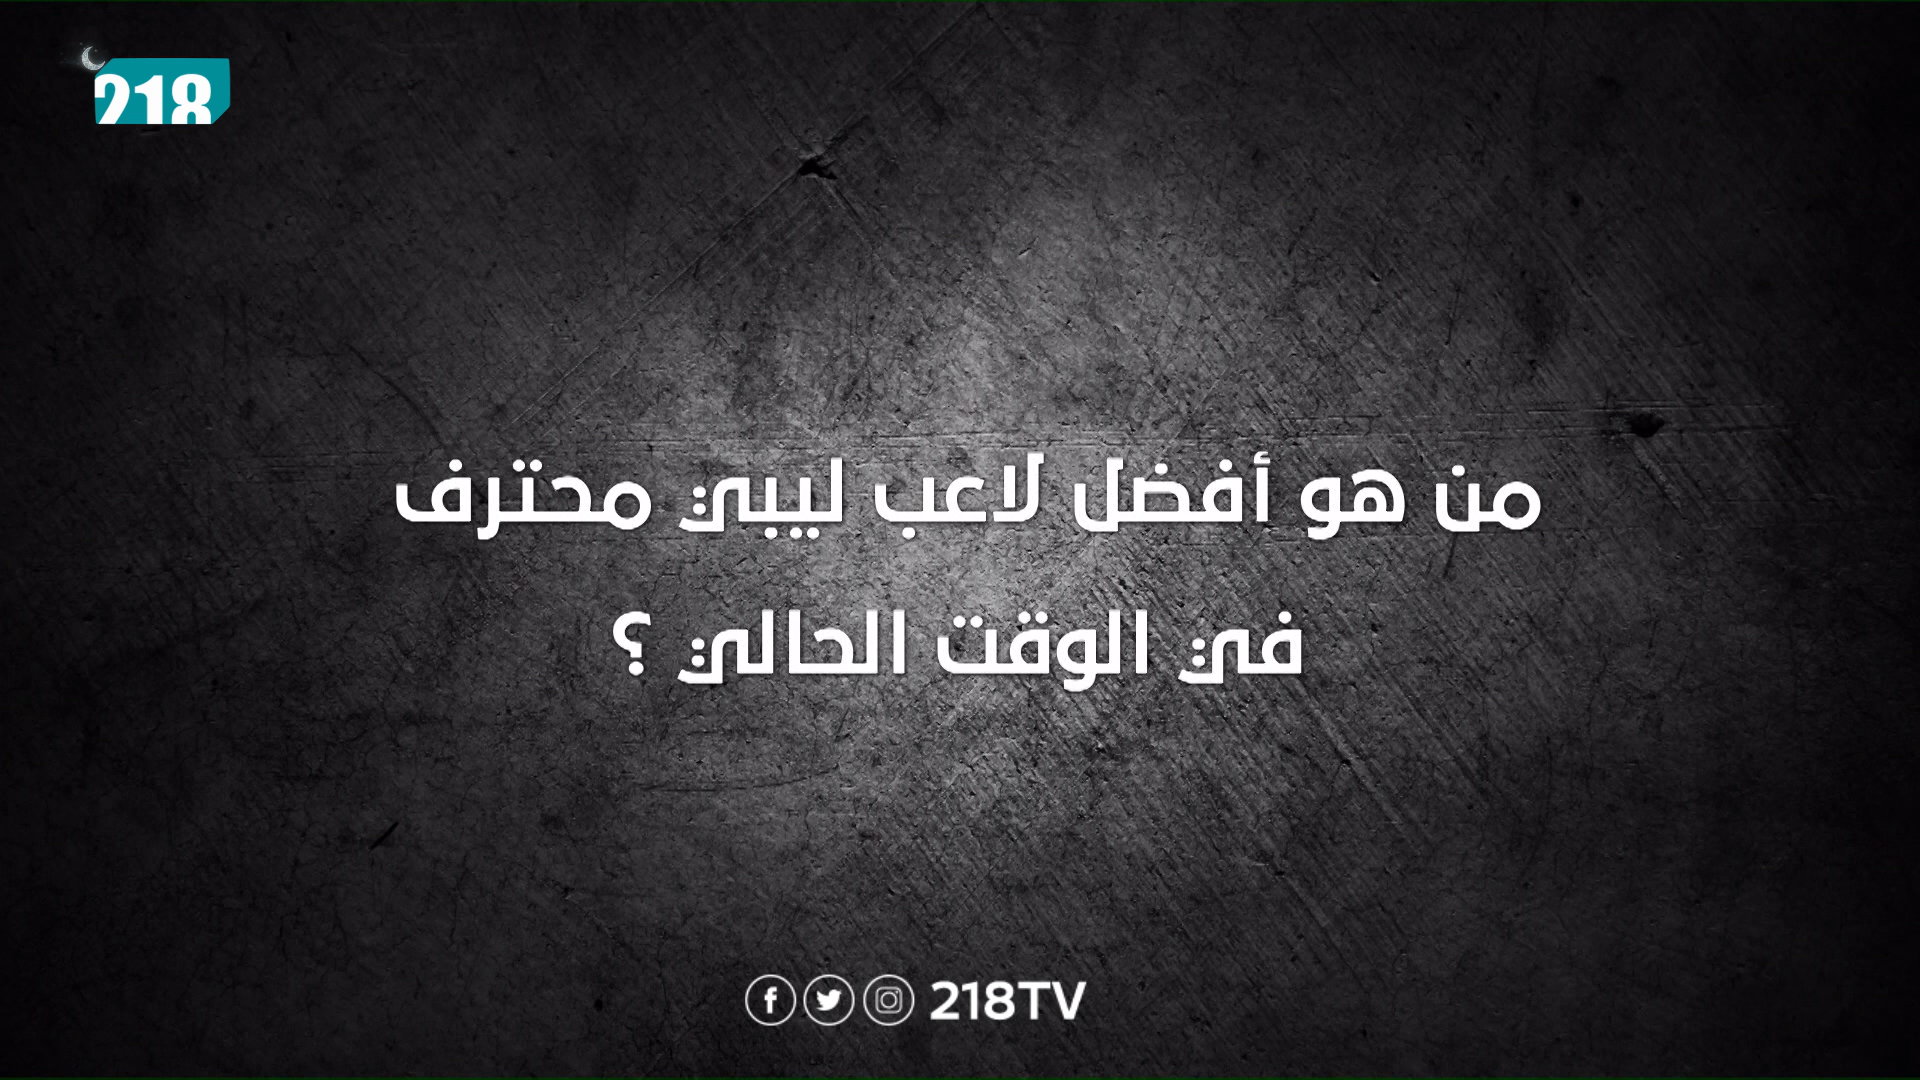 218
من هو أفضل لاعب ليبي محترف
في الوقت الحالي ؟
218TV